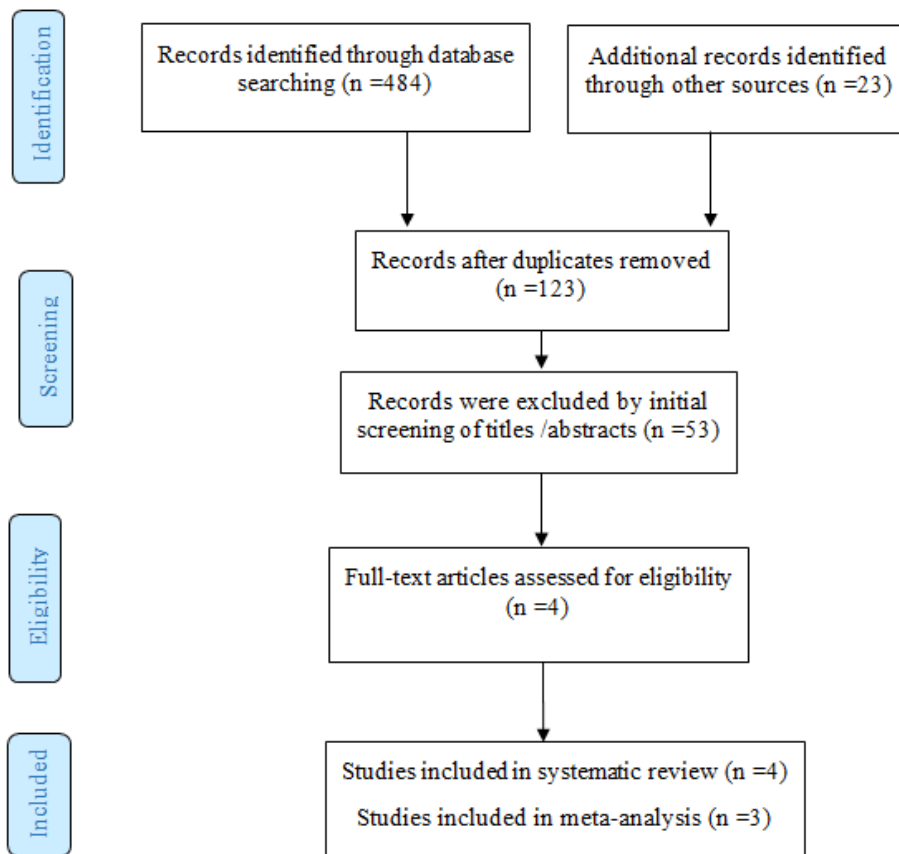 Identification
Records identified through database
searching (n =484)
Additional records identified
through other sources (n =23)
Records after duplicates removed
(n =123)
Screening
Records were excluded by initial
screening of titles /abstracts (n =53)
Eligibility
Full-text articles assessed for eligibility
(n =4)
Included
Studies included in systematic review (n =4)
Studies included in meta-analysis (n =3)